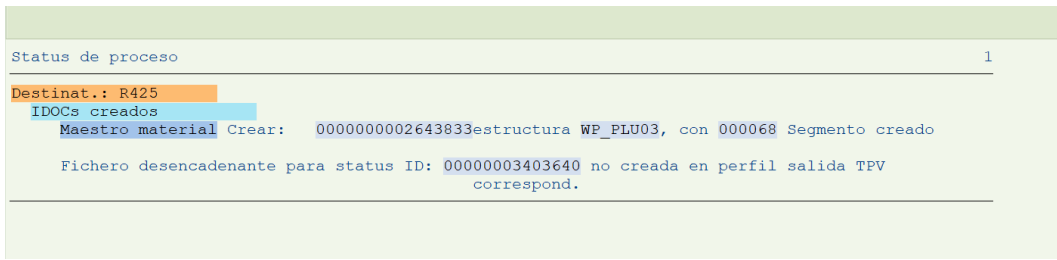 Status de proceso 1
Destinat.: R425
IDOCs creados
Maestro material Crear: 0000000002643833estructura WP_PLU03, con 000068 Segmento creado
Fichero desencadenante para status ID: 00000003403640 no creada en perfil salida TPV
correspond.